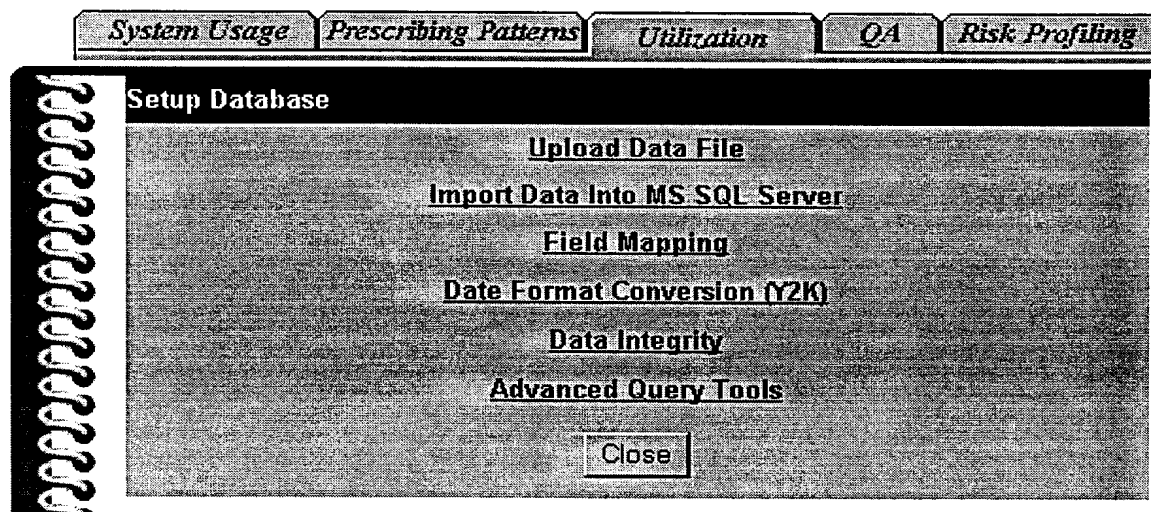 System Usage Prescribing Patterns Utilization QA Risk Profiling
Setup Database
Upload Data File
Import Data Into MS SQL Server
Field Mapping
Date Format Conversion (Y2K)
Data Integrity
Advanced Query Tools
Close